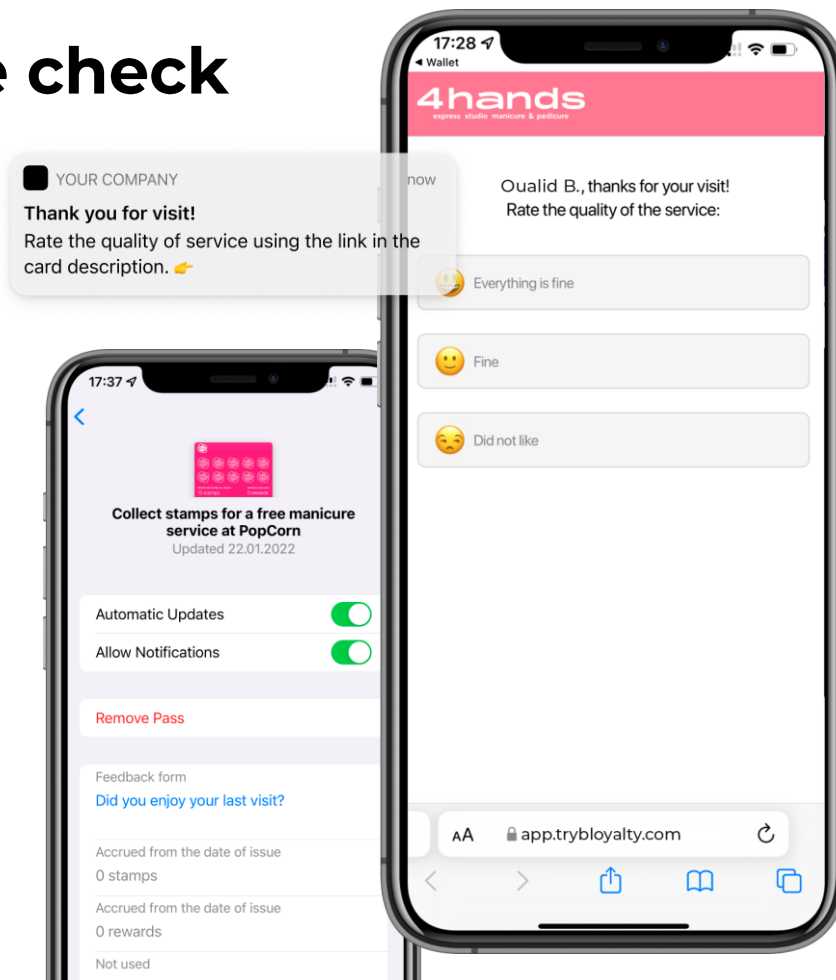 e check
YOUR COMPANY
now
Thank you for visit!
Rate the quality of service using the link in the
card description. 👉
17:28
◀ Wallet
4hands
express studio manicure & pedicure
Oualid B., thanks for your visit!
Rate the quality of the service:
Everything is fine
Fine
Did not like
AA
app.trybloyalty.com
17:37
10 stamps
0 rewards
Collect stamps for a free manicure
service at PopCorn
Updated 22.01.2022
Automatic Updates
Allow Notifications
Remove Pass
Feedback form
Did you enjoy your last visit?
Accrued from the date of issue
0 stamps
Accrued from the date of issue
0 rewards
Not used